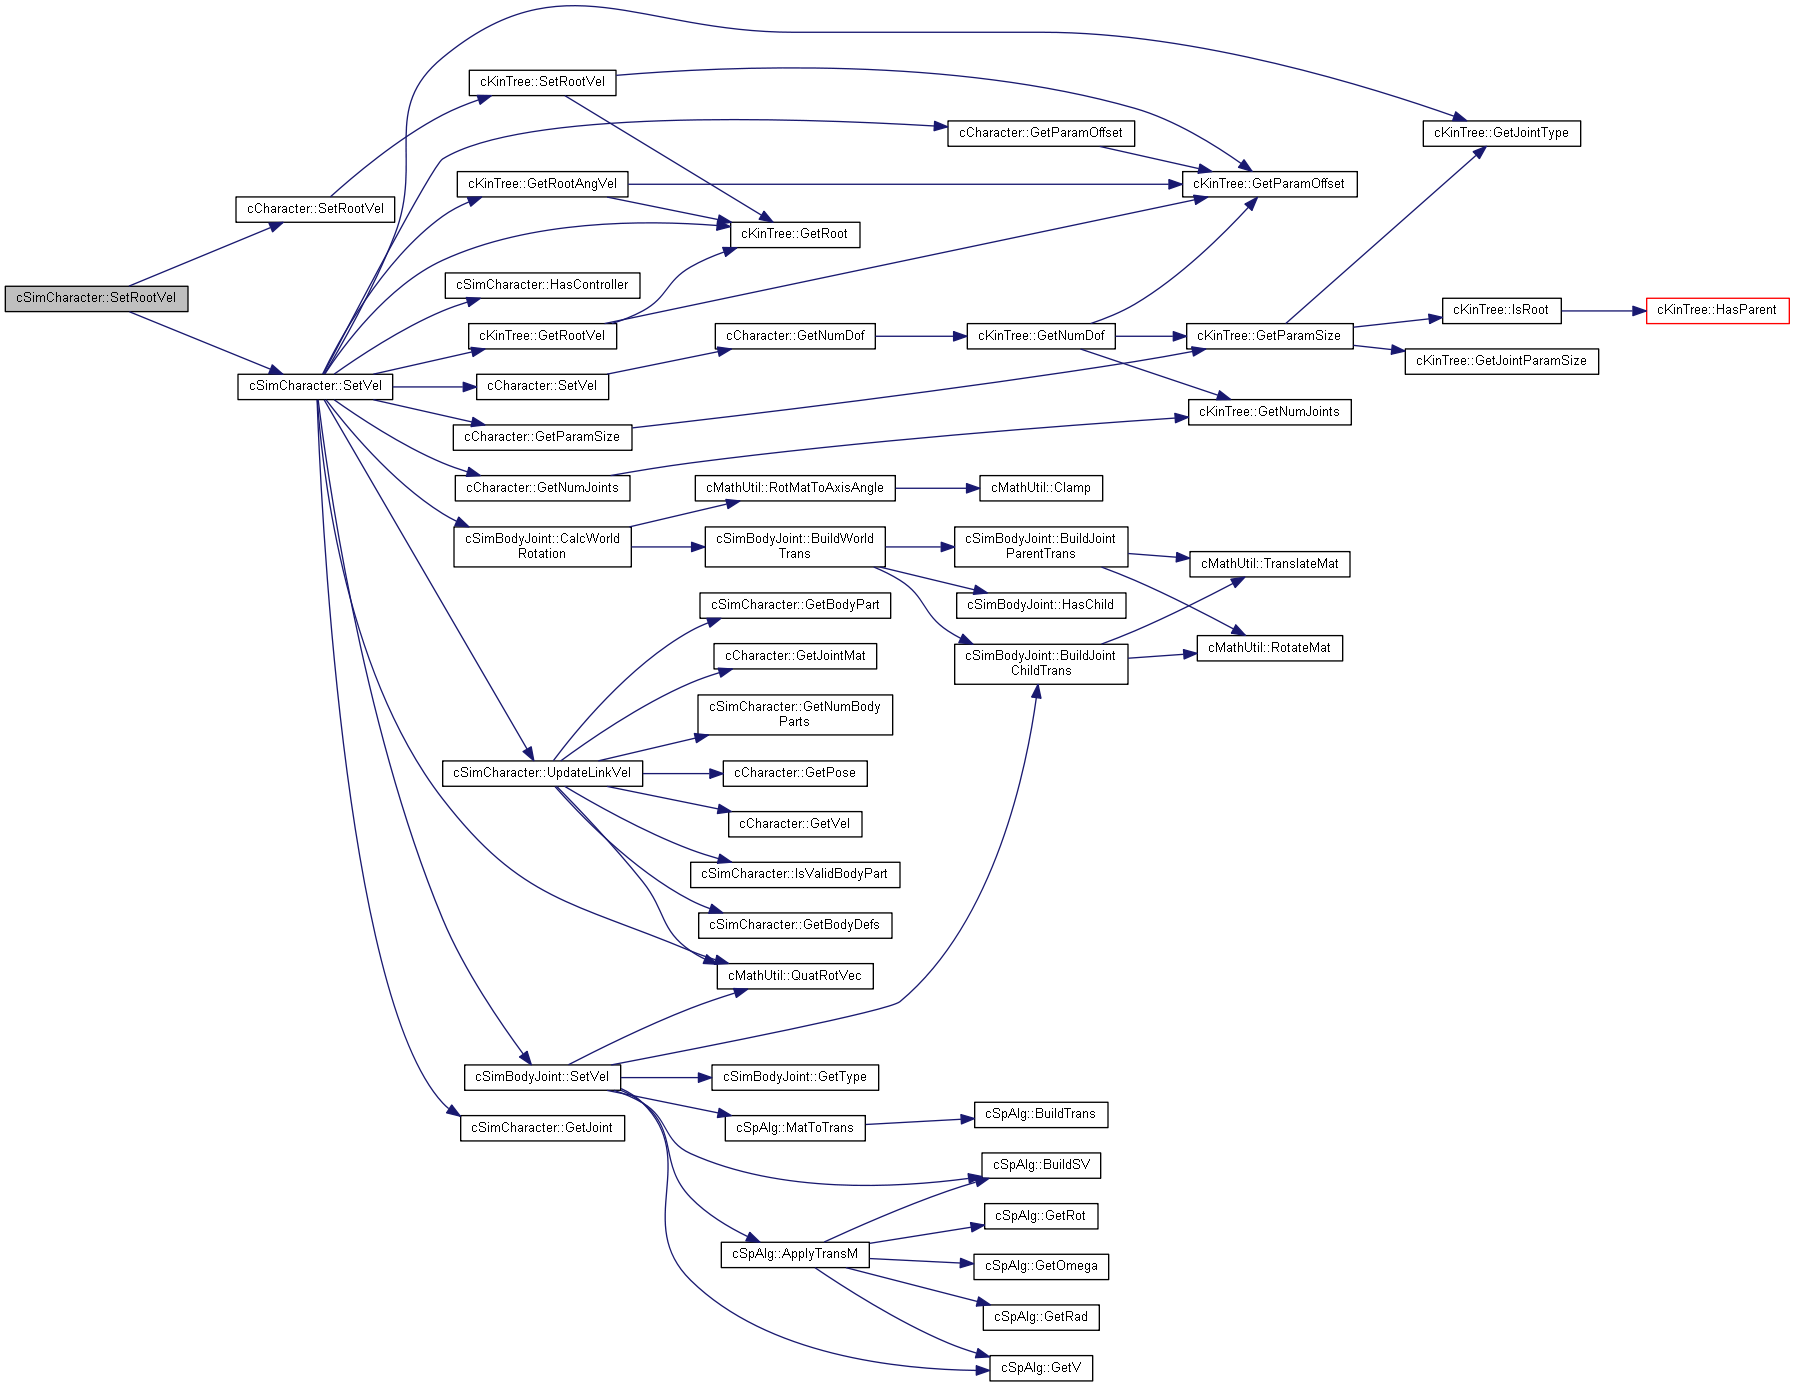 cKinTree::SetRootVel
cCharacter::GetParamOffset
cKinTree::GetJointType
cKinTree::GetRootAngVel
cKinTree::GetParamOffset
cCharacter::SetRootVel
cKinTree::GetRoot
cSimCharacter::SetRootVel
cSimCharacter::HasController
cKinTree::IsRoot
cKinTree::HasParent
cKinTree::GetRootVel
cCharacter::GetNumDof
cKinTree::GetNumDof
cKinTree::GetParamSize
cKinTree::GetJointParamSize
cSimCharacter::SetVel
cCharacter::SetVel
cKinTree::GetNumJoints
cCharacter::GetParamSize
cCharacter::GetNumJoints
cMathUtil::RotMatToAxisAngle
cMathUtil::Clamp
cSimBodyJoint::CalcWorld
Rotation
cSimBodyJoint::BuildWorld
Trans
cSimBodyJoint::BuildJoint
ParentTrans
cMathUtil::TranslateMat
cSimCharacter::GetBodyPart
cSimBodyJoint::HasChild
cCharacter::GetJointMat
cSimBodyJoint::BuildJoint
ChildTrans
cMathUtil::RotateMat
cSimCharacter::GetNumBody
Parts
cSimCharacter::UpdateLinkVel
cCharacter::GetPose
cCharacter::GetVel
cSimCharacter::IsValidBodyPart
cSimCharacter::GetBodyDefs
cMathUtil::QuatRotVec
cSimBodyJoint::SetVel
cSimBodyJoint::GetType
cSimCharacter::GetJoint
cSpAlg::MatToTrans
cSpAlg::BuildTrans
cSpAlg::BuildSV
cSpAlg::GetRot
cSpAlg::ApplyTransM
cSpAlg::GetOmega
cSpAlg::GetRad
cSpAlg::GetV